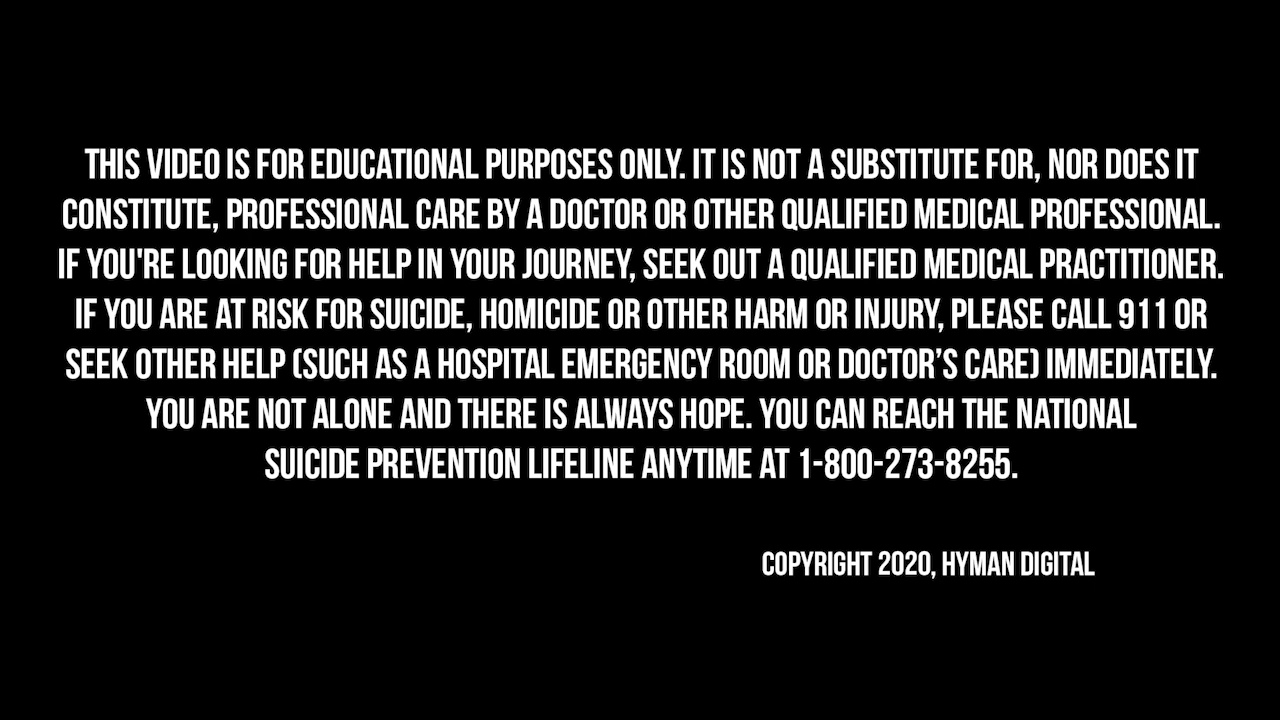 THIS VIDEO IS FOR EDUCATIONAL PURPOSES ONLY. IT IS NOT A SUBSTITUTE FOR, NOR DOES IT
CONSTITUTE, PROFESSIONAL CARE BY A DOCTOR OR OTHER QUALIFIED MEDICAL PROFESSIONAL.
IF YOU'RE LOOKING FOR HELP IN YOUR JOURNEY, SEEK OUT A QUALIFIED MEDICAL PRACTITIONER.
IF YOU ARE AT RISK FOR SUICIDE, HOMICIDE OR OTHER HARM OR INJURY, PLEASE CALL 911 OR
SEEK OTHER HELP (SUCH AS A HOSPITAL EMERGENCY ROOM OR DOCTOR’S CARE) IMMEDIATELY.
YOU ARE NOT ALONE AND THERE IS ALWAYS HOPE. YOU CAN REACH THE NATIONAL
SUICIDE PREVENTION LIFELINE ANYTIME AT 1-800-273-8255.
COPYRIGHT 2020, HYMAN DIGITAL